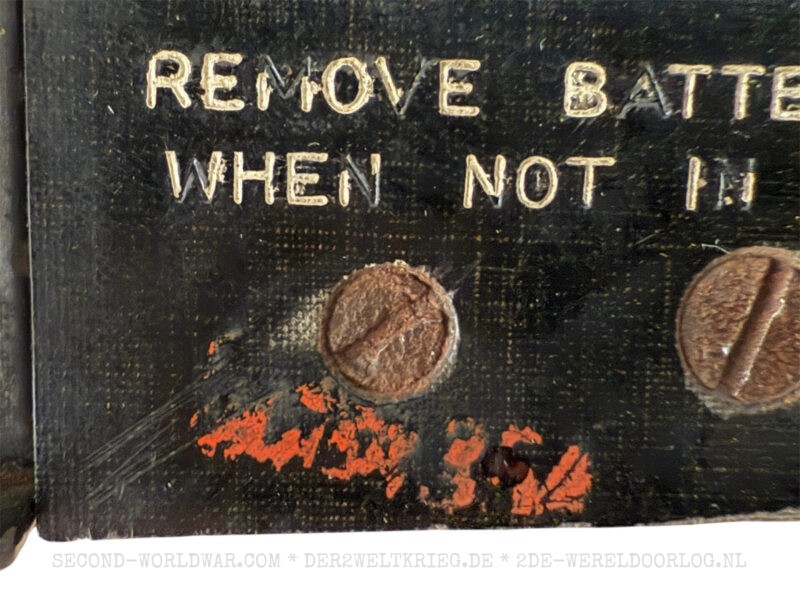 REMOVE BATTE
WHEN NOT IN
SECOND-WORLDWAR.COM * DER2WELTKRIEG.DE * 2DE-WERELDOORLOG.NL